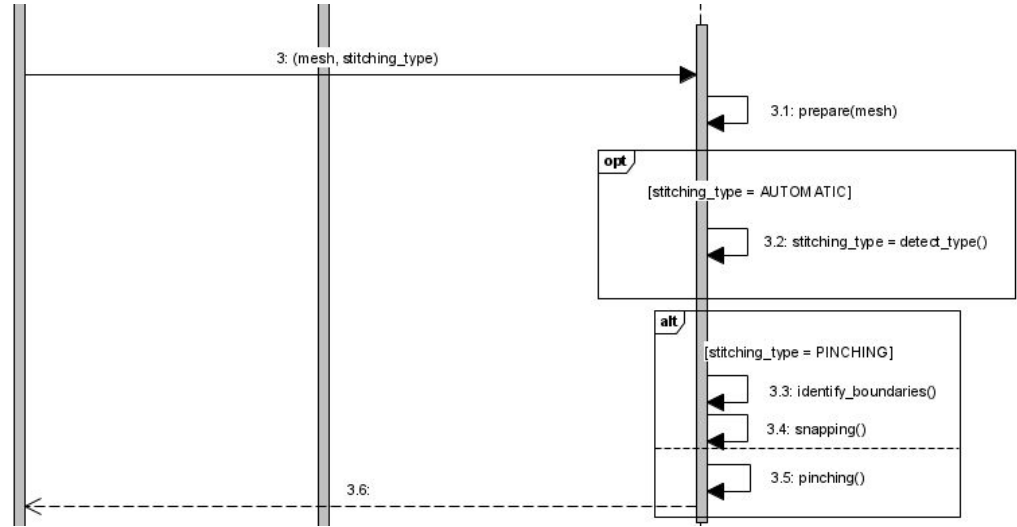 3: (mesh, stitching_type)
3.1: prepare(mesh)
opt
[stitching_type = AUTOMATIC]
3.2: stitching_type = detect_type()
alt
[stitching_type = PINCHING]
3.3: identify_boundaries()
3.4: snapping()
3.5: pinching()
3.6: